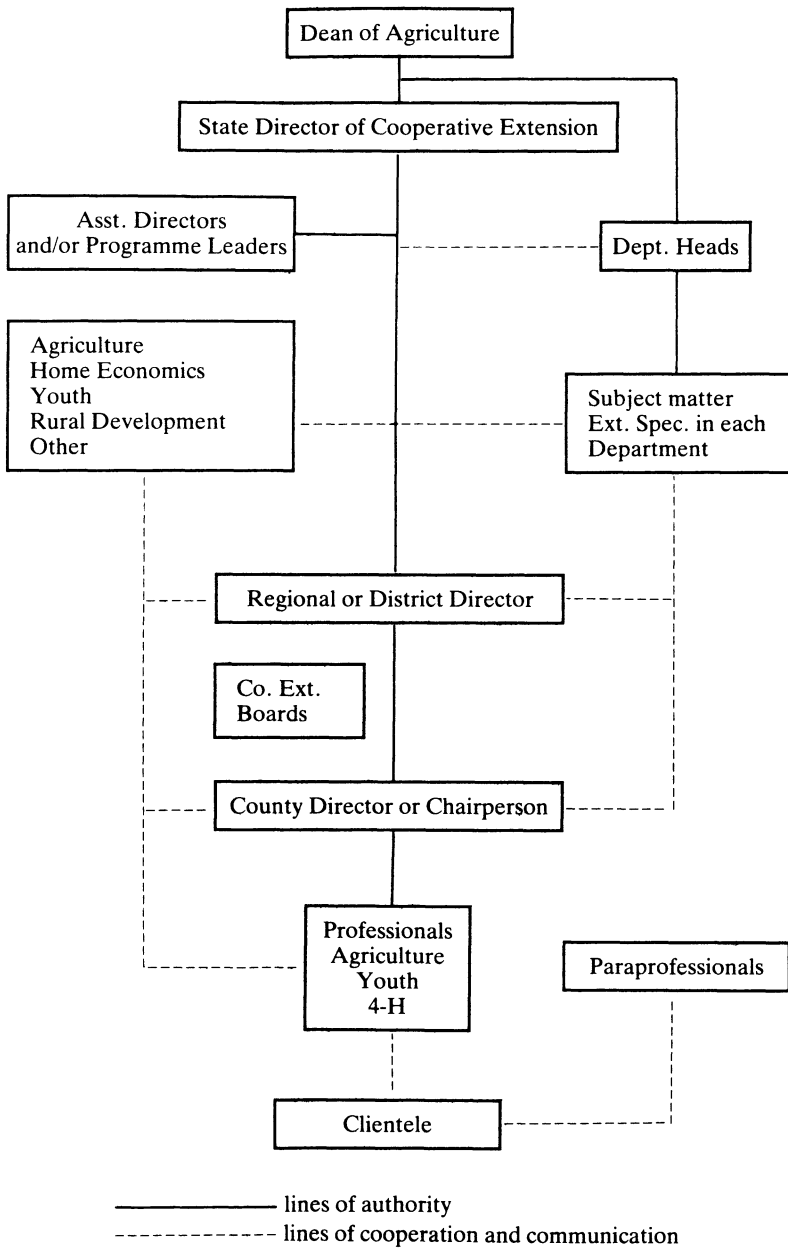 Dean of Agriculture
State Director of Cooperative Extension
Asst. Directors
and/or Programme Leaders
Dept. Heads
Agriculture
Home Economics
Youth
Rural Development
Other
Subject matter
Ext. Spec. in each
Department
Regional or District Director
Co. Ext.
Boards
County Director or Chairperson
Professionals
Agriculture
Youth
4-H
Paraprofessionals
Clientele
lines of authority
lines of cooperation and communication